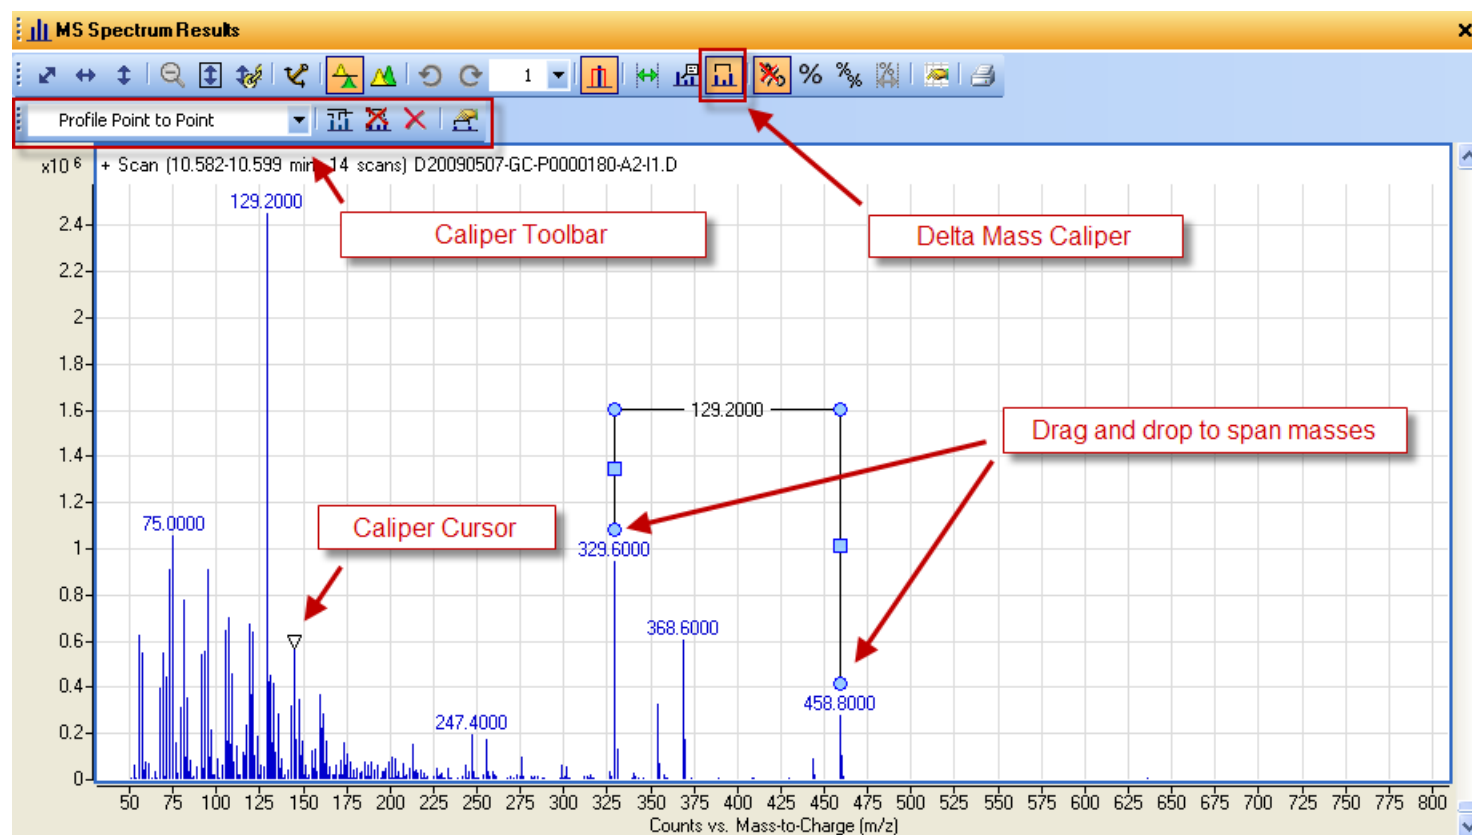 MS Spectrum Results
1
%
Profile Point to Point
x10 6
+ Scan (10.582-10.599 min, 14 scans) D20090507-GC-P0000180-A2-I1.D
129.2000
Caliper Toolbar
Delta Mass Caliper
2.4
2.2
2
1.8
1.6
129.2000
Drag and drop to span masses
1.4
1.2
75.0000
Caliper Cursor
1
329.6000
0.8
0.6
368.6000
0.4
458.8000
0.2
247.4000
0
50 75 100 125 150 175 200 225 250 275 300 325 350 375 400 425 450 475 500 525 550 575 600 625 650 675 700 725 750 775 800
Counts vs. Mass-to-Charge (m/z)